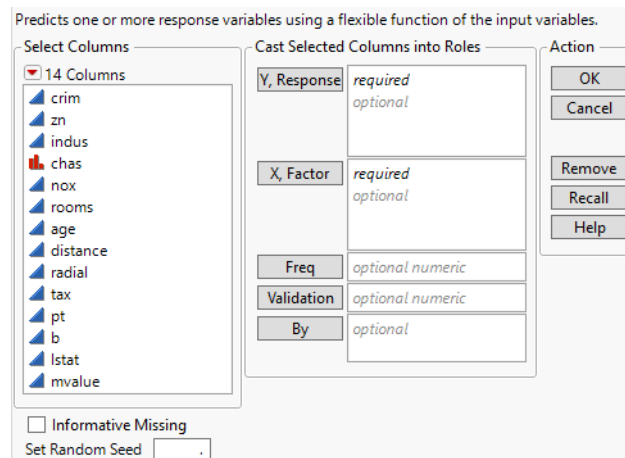 Predicts one or more response variables using a flexible function of the input variables.
Select Columns
14 Columns
crim
zn
indus
chas
nox
rooms
age
distance
radial
tax
pt
b
lstat
mvalue
Informative Missing
Set Random Seed .
Cast Selected Columns into Roles
Y, Response required
optional
X, Factor required
optional
Freq optional numeric
Validation optional numeric
By optional
Action
OK
Cancel
Remove
Recall
Help